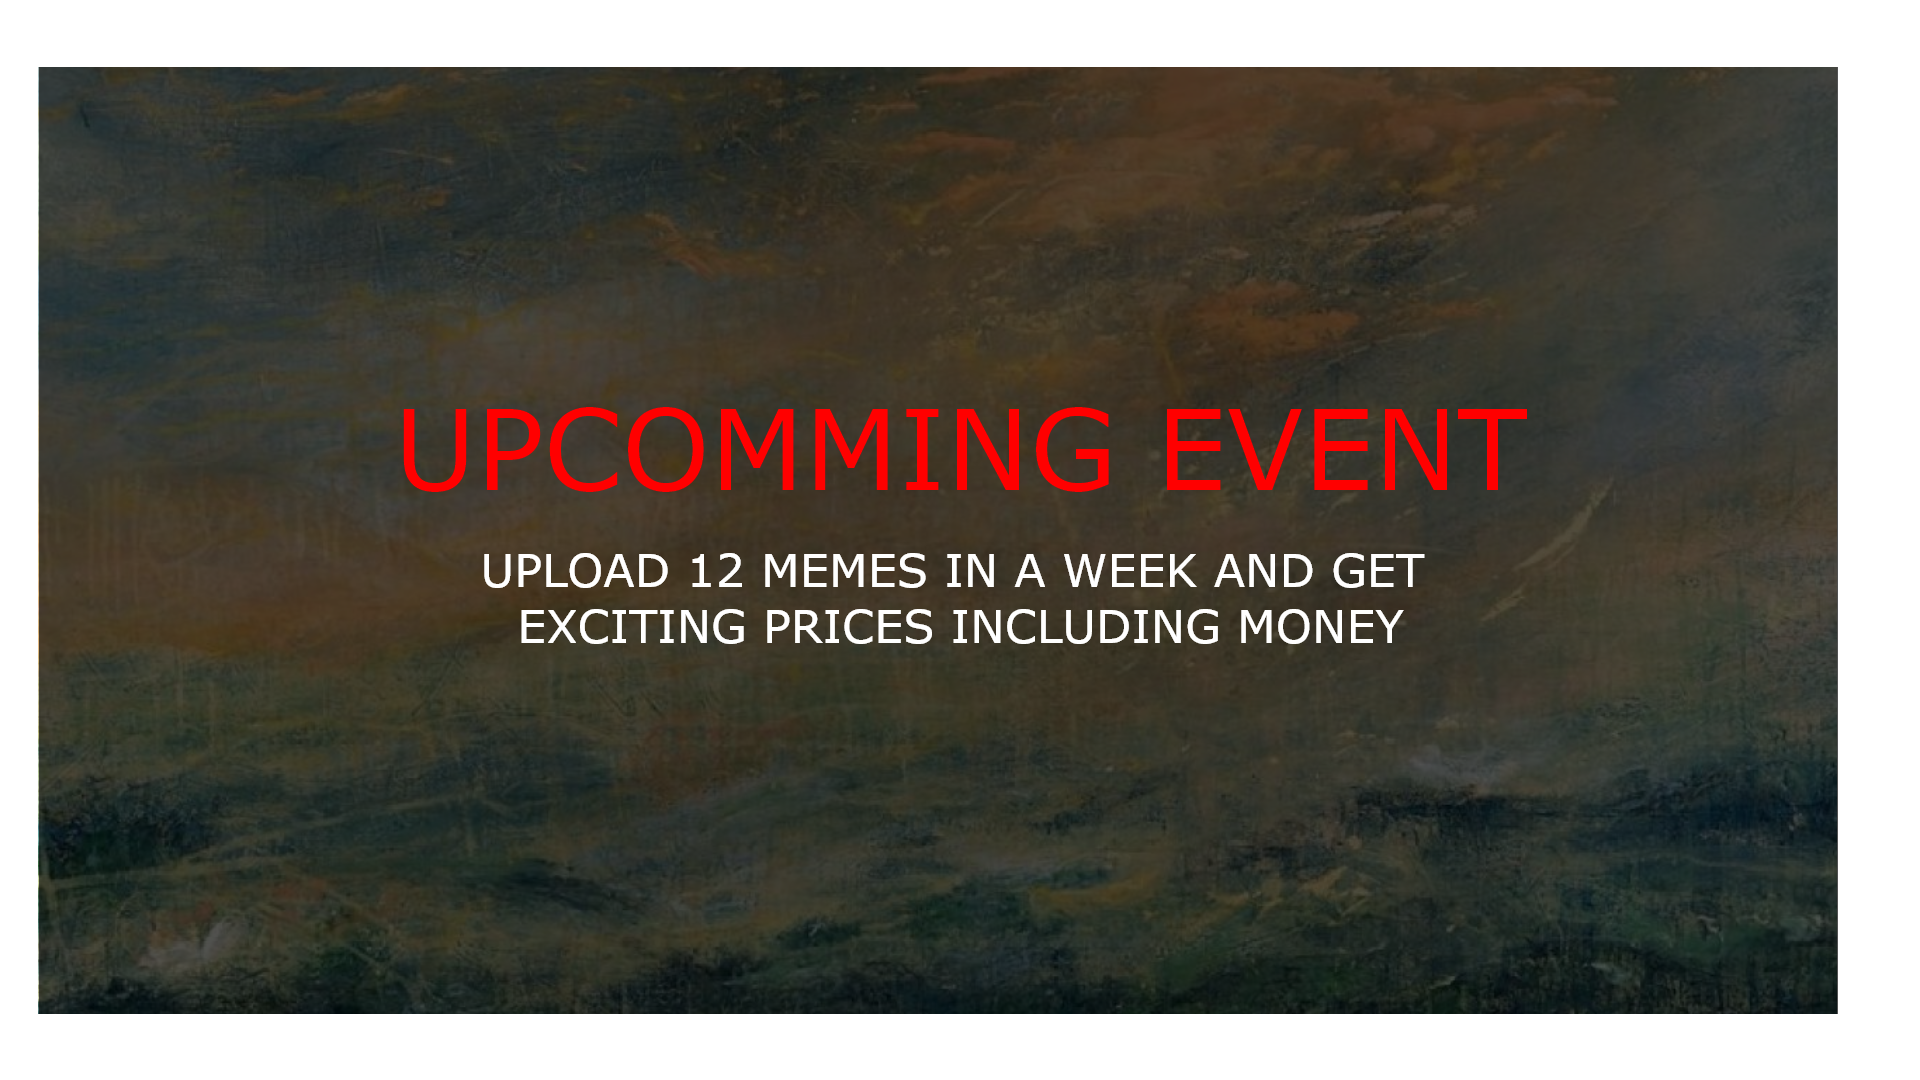 UPCOMMING EVENT
UPLOAD 12 MEMES IN A WEEK AND GET
EXCITING PRICES INCLUDING MONEY